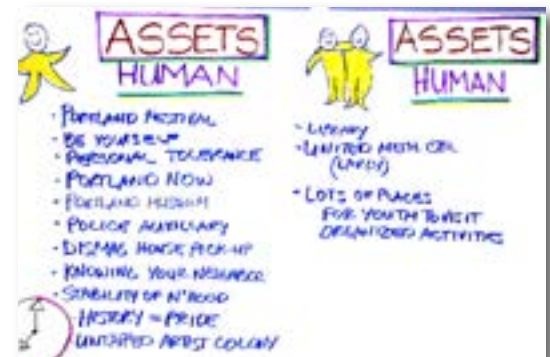 ASSETS
HUMAN
· PORTLAND FESTIVAL
· BE YOURSELF
· PERSONAL TOLERANCE
· PORTLAND NOW
· PORTLAND MUSEUM
· POLICE AUXILIARY
· DISMAS HOUSE PICK-UP
· KNOWING YOUR NEIGHBOR
· STABILITY OF N'HOOD
HISTORY = PRIDE
UNTAPPED ARTIST COLONY
ASSETS
HUMAN
· LIBRARY
· UNITED METH
· LOTS OF PLACES
FOR YOUTH TO VISIT
ORGANIZED ACTIVITIES